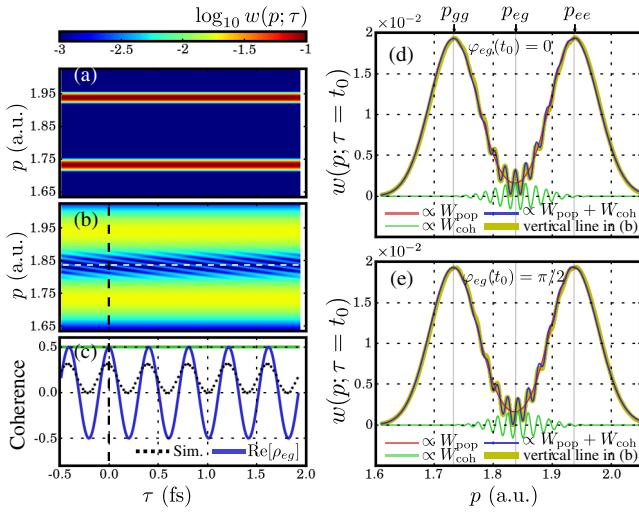 log₁₀ w(p; τ)
-3 -2.5 -2 -1.5 -1
(a)
1.95
1.85
1.75
1.65
p (a.u.)
(b)
1.95
1.85
1.75
1.65
p (a.u.)
(c)
0.5
0.0
-0.5
Coherence
Sim. Re[ρeg]
-0.5 0.0 0.5 1.0 1.5 2.0
τ (fs)
pgg peg pee
×10⁻²
2
(d) φeg(t₀) = 0
1.5
1
0.5
0
w(p; τ = t₀)
∝ Wpop ∝ Wpop + Wcoh
∝ Wcoh vertical line in (b)
×10⁻²
2
(e) φeg(t₀) = π/2
1.5
1
0.5
0
w(p; τ = t₀)
∝ Wpop ∝ Wpop + Wcoh
∝ Wcoh vertical line in (b)
1.6 1.7 1.8 1.9 2.0
p (a.u.)